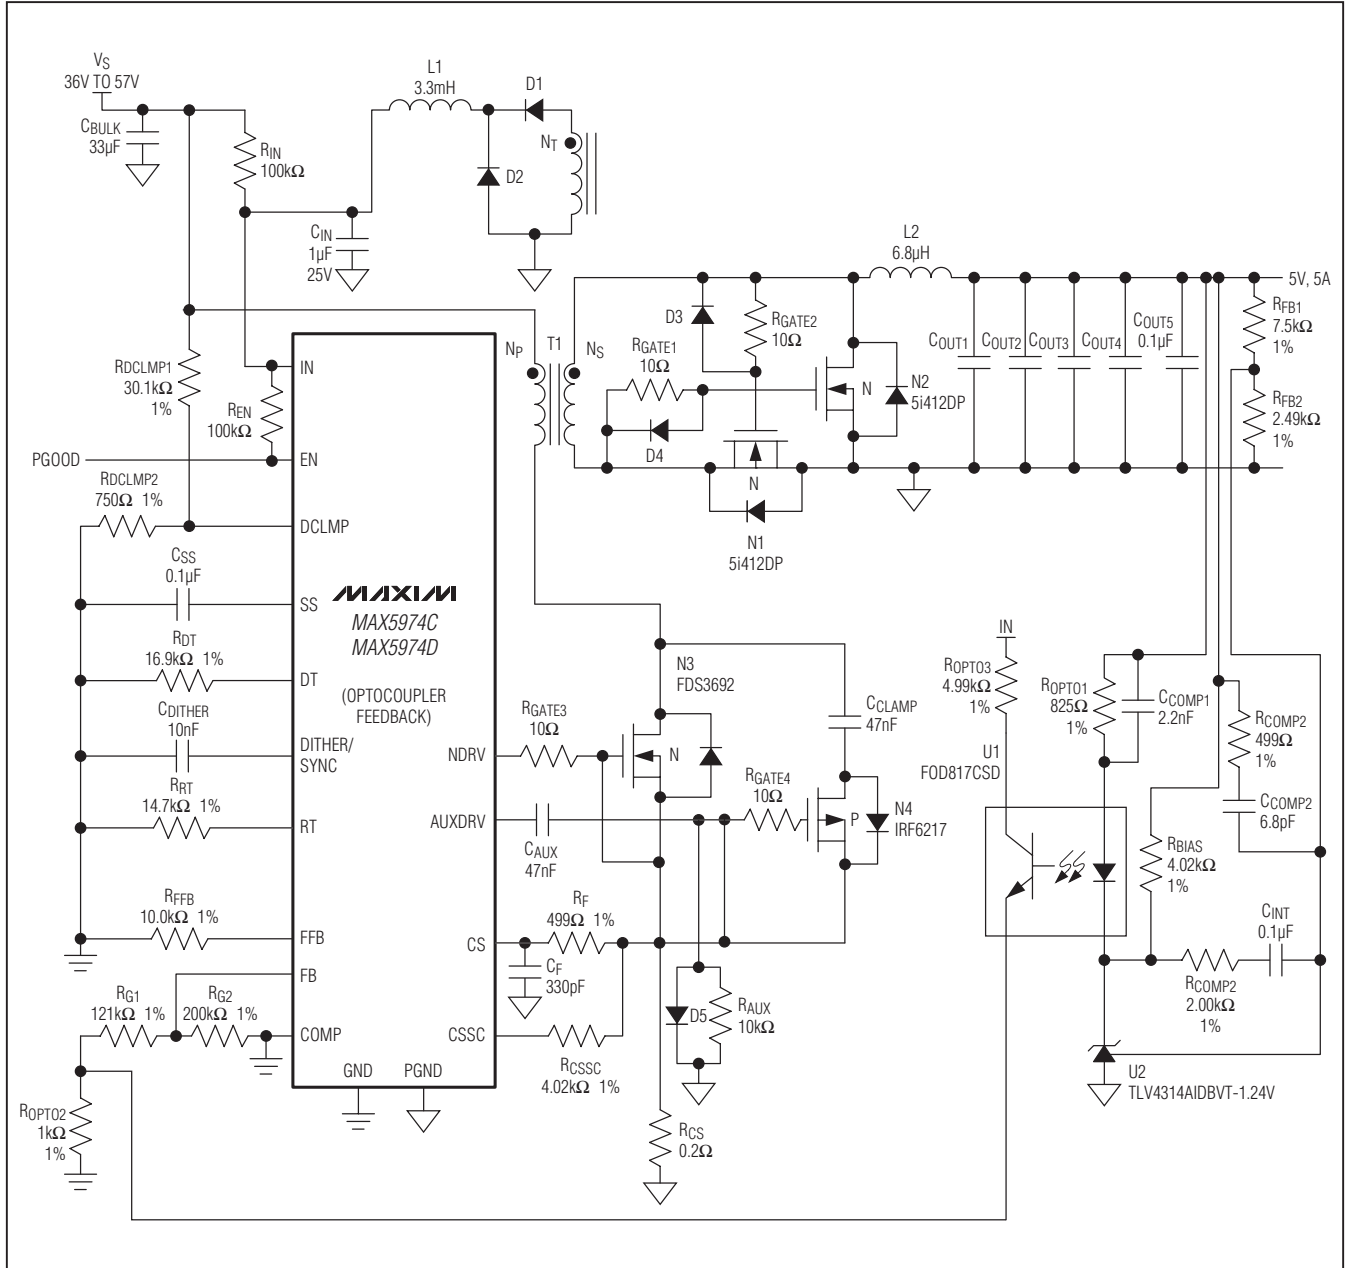 VS
36V TO 57V
CBULK
33µF
RIN
100kΩ
L1
3.3mH
D1
NT
D2
CIN
1µF
25V
L2
6.8µH
5V, 5A
D3
RGATE2
10Ω
RGATE1
10Ω
D4
N
N1
5i412DP
N
N2
5i412DP
COUT1
COUT2
COUT3
COUT4
COUT5
0.1µF
RFB1
7.5kΩ
1%
RFB2
2.49kΩ
1%
NP
T1
NS
RDCLMP1
30.1kΩ
1%
REN
100kΩ
PGOOD
RDCLMP2
750Ω 1%
CSS
0.1µF
RDT
16.9kΩ 1%
CDITHER
10nF
RRT
14.7kΩ 1%
RFFB
10.0kΩ 1%
RG1
121kΩ 1%
RG2
200kΩ 1%
ROPTO2
1kΩ
1%
IN
EN
DCLMP
SS
DT
DITHER/
SYNC
RT
FFB
FB
COMP
GND
PGND
MAXIM
MAX5974C
MAX5974D
(OPTOCOUPLER
FEEDBACK)
NDRV
AUXDRV
CS
CSSC
RGATE3
10Ω
N3
FDS3692
N
CCLAMP
47nF
RGATE4
10Ω
P
N4
IRF6217
CAUX
47nF
RF
499Ω 1%
CF
330pF
D5
RAUX
10kΩ
RCSSC
4.02kΩ 1%
RCS
0.2Ω
IN
ROPTO3
4.99kΩ
1%
U1
FOD817CSD
ROPTO1
825Ω
1%
CCOMP1
2.2nF
RCOMP2
499Ω
1%
CCOMP2
6.8pF
RBIAS
4.02kΩ
1%
CINT
0.1µF
RCOMP2
2.00kΩ
1%
U2
TLV4314AIDBVT-1.24V